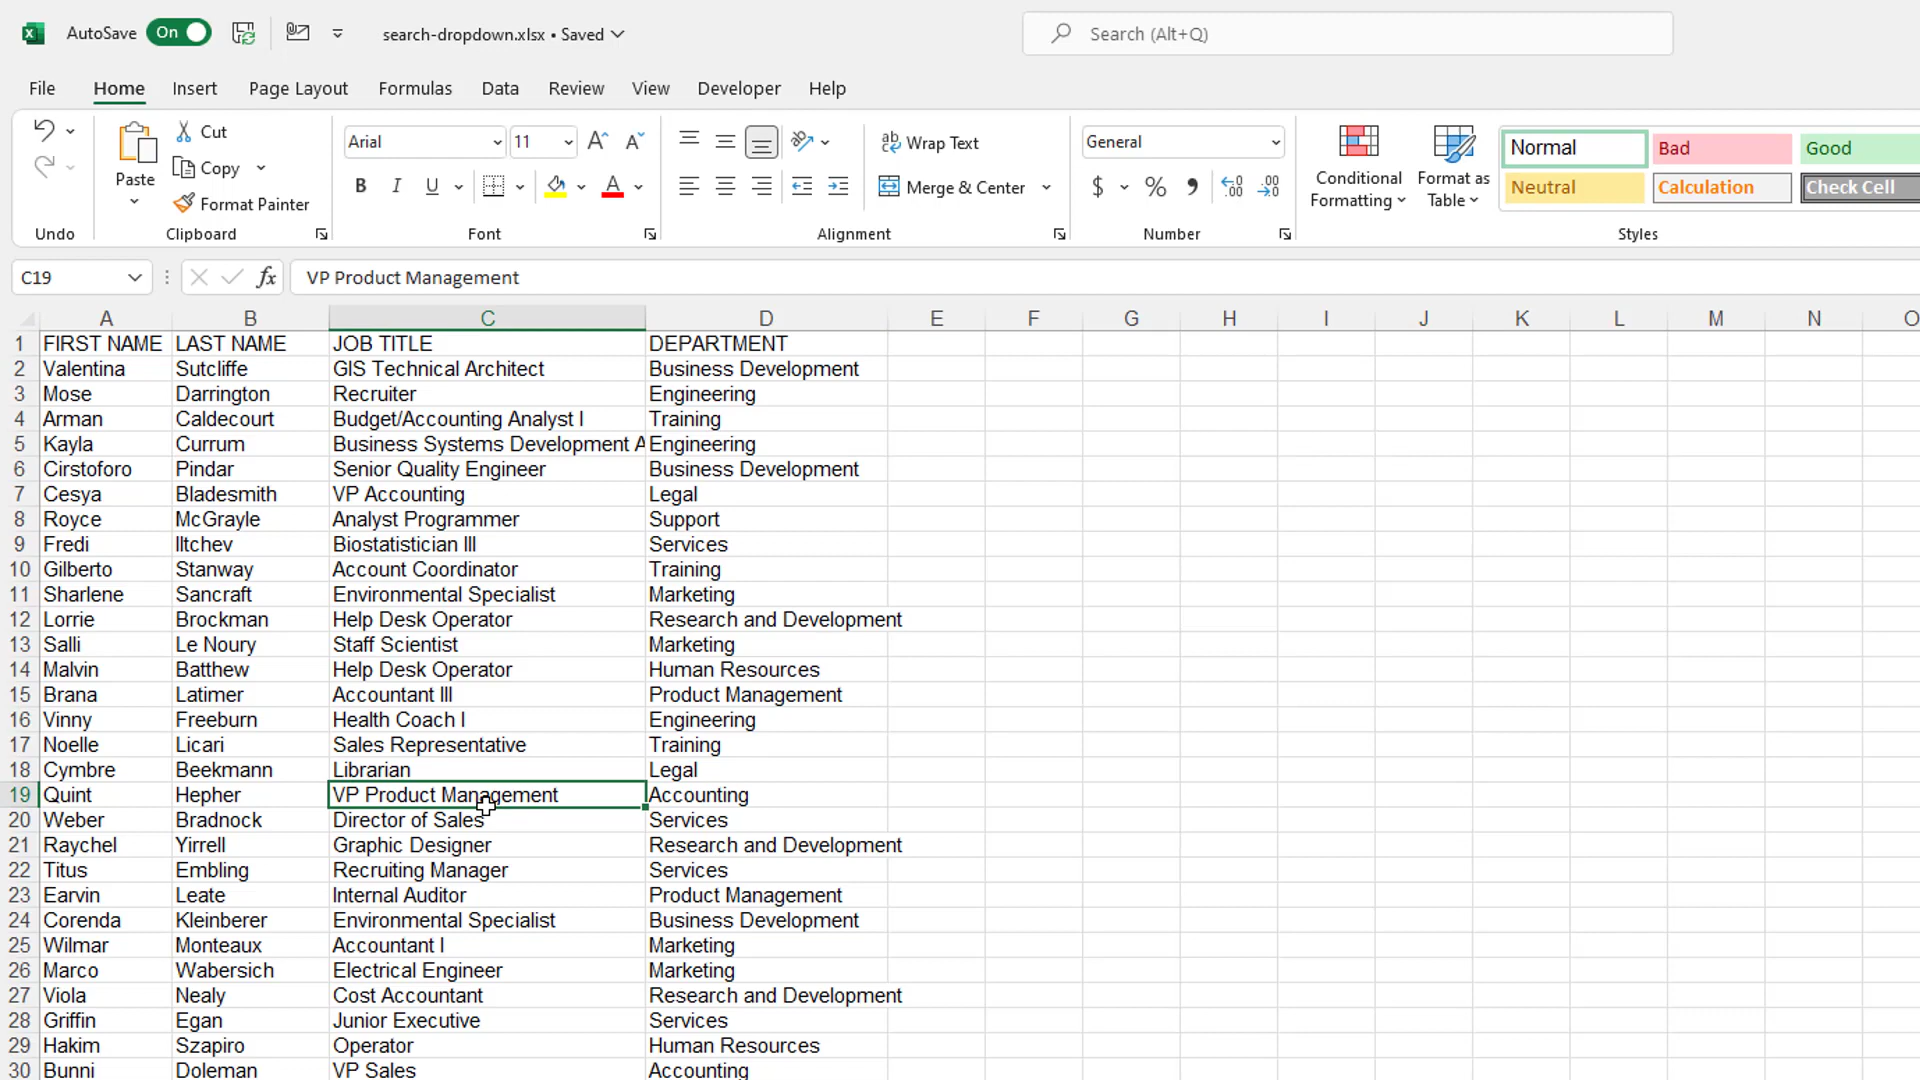 AutoSave On search-dropdown.xlsx • Saved Search (Alt+Q)
File Home Insert Page Layout Formulas Data Review View Developer Help
Paste Cut Copy Format Painter
Arial 11
B I U A
ab Wrap Text
Merge & Center
General
$ % 9
Conditional Formatting
Format as Table
Normal Bad Good
Neutral Calculation Check Cell
Undo Clipboard Font Alignment Number Styles
C19 fx VP Product Management
A B C D E F G H I J K L M N O
1 FIRST NAME LAST NAME JOB TITLE DEPARTMENT
2 Valentina Sutcliffe GIS Technical Architect Business Development
3 Mose Darrington Recruiter Engineering
4 Arman Caldecourt Budget/Accounting Analyst I Training
5 Kayla Currum Business Systems Development A Engineering
6 Cirstoforo Pindar Senior Quality Engineer Business Development
7 Cesya Bladesmith VP Accounting Legal
8 Royce McGrayle Analyst Programmer Support
9 Fredi Iltchev Biostatistician III Services
10 Gilberto Stanway Account Coordinator Training
11 Sharlene Sancraft Environmental Specialist Marketing
12 Lorrie Brockman Help Desk Operator Research and Development
13 Salli Le Noury Staff Scientist Marketing
14 Malvin Batthew Help Desk Operator Human Resources
15 Brana Latimer Accountant III Product Management
16 Vinny Freeburn Health Coach I Engineering
17 Noelle Licari Sales Representative Training
18 Cymbre Beekmann Librarian Legal
19 Quint Hepher VP Product Management Accounting
20 Weber Bradnock Director of Sales Services
21 Raychel Yirrell Graphic Designer Research and Development
22 Titus Embling Recruiting Manager Services
23 Earvin Leate Internal Auditor Product Management
24 Corenda Kleinberer Environmental Specialist Business Development
25 Wilmar Monteaux Accountant I Marketing
26 Marco Wabersich Electrical Engineer Marketing
27 Viola Nealy Cost Accountant Research and Development
28 Griffin Egan Junior Executive Services
29 Hakim Szapiro Operator Human Resources
30 Bunni Doleman VP Sales Accounting